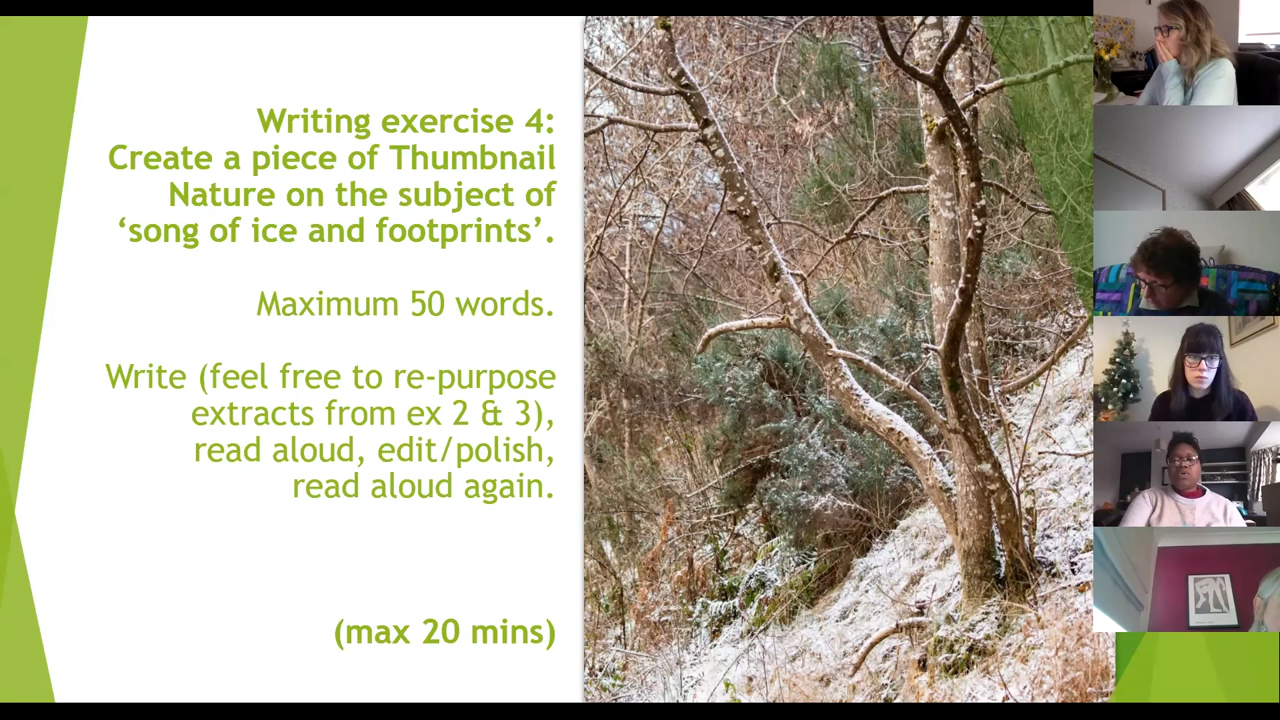 Writing exercise 4:
Create a piece of Thumbnail
Nature on the subject of
‘song of ice and footprints’.
Maximum 50 words.
Write (feel free to re-purpose
extracts from ex 2 & 3),
read aloud, edit/polish,
read aloud again.
(max 20 mins)